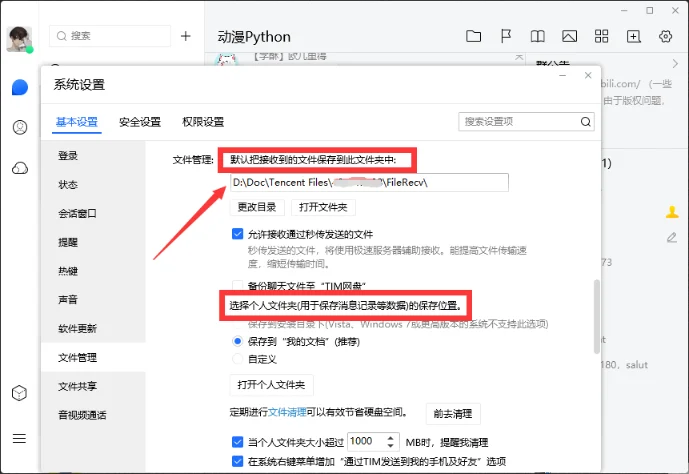 搜索
动漫Python
系统设置
基本设置
安全设置
权限设置
搜索设置项
bili.com/ （一些
由于版权问题,
登录
状态
会话窗口
提醒
热键
声音
软件更新
文件管理
文件共享
音视频通话
文件管理:
默认把接收到的文件保存到此文件夹中:
D:\Doc\Tencent Files\ \FileRecv\
更改目录
打开文件夹
允许接收通过秒传发送的文件
秒传发送的文件，将使用极速服务器辅助接收。能提高文件传输速
度，缩短传输时间。
备份聊天文件至“TIM网盘”
选择个人文件夹(用于保存消息记录等数据)的保存位置。
保存到安装目录下(Vista、Windows 7或更高版本的系统不支持此选项)
保存到“我的文档”(推荐)
自定义
打开个人文件夹
定期进行文件清理可以有效节省硬盘空间。
前去清理
当个人文件夹大小超过 1000 MB时，提醒我清理
在系统右键菜单增加“通过TIM发送到我的手机及好友”选项
1)
73
nt
180，salut